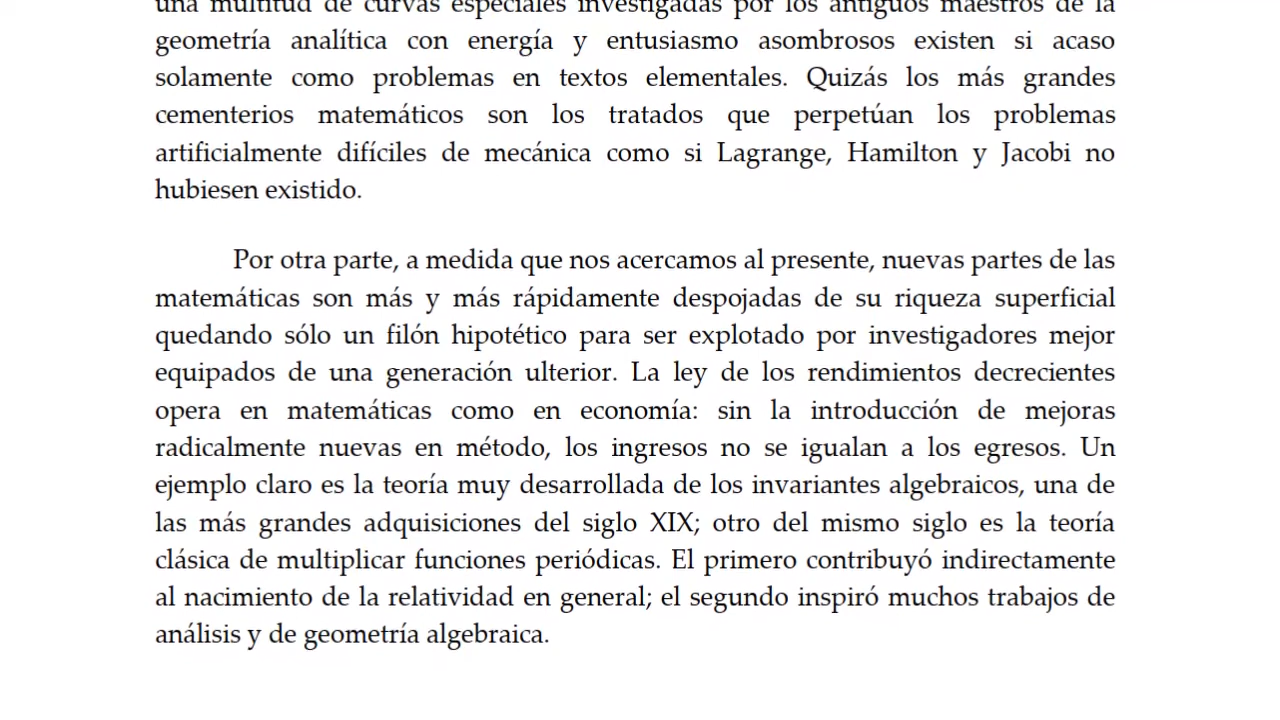 una multitud de curvas especiales investigadas por los antiguos maestros de la
geometría analítica con energía y entusiasmo asombrosos existen si acaso
solamente como problemas en textos elementales. Quizás los más grandes
cementerios matemáticos son los tratados que perpetúan los problemas
artificialmente difíciles de mecánica como si Lagrange, Hamilton y Jacobi no
hubiesen existido.
Por otra parte, a medida que nos acercamos al presente, nuevas partes de las
matemáticas son más y más rápidamente despojadas de su riqueza superficial
quedando sólo un filón hipotético para ser explotado por investigadores mejor
equipados de una generación ulterior. La ley de los rendimientos decrecientes
opera en matemáticas como en economía: sin la introducción de mejoras
radicalmente nuevas en método, los ingresos no se igualan a los egresos. Un
ejemplo claro es la teoría muy desarrollada de los invariantes algebraicos, una de
las más grandes adquisiciones del siglo XIX; otro del mismo siglo es la teoría
clásica de multiplicar funciones periódicas. El primero contribuyó indirectamente
al nacimiento de la relatividad en general; el segundo inspiró muchos trabajos de
análisis y de geometría algebraica.